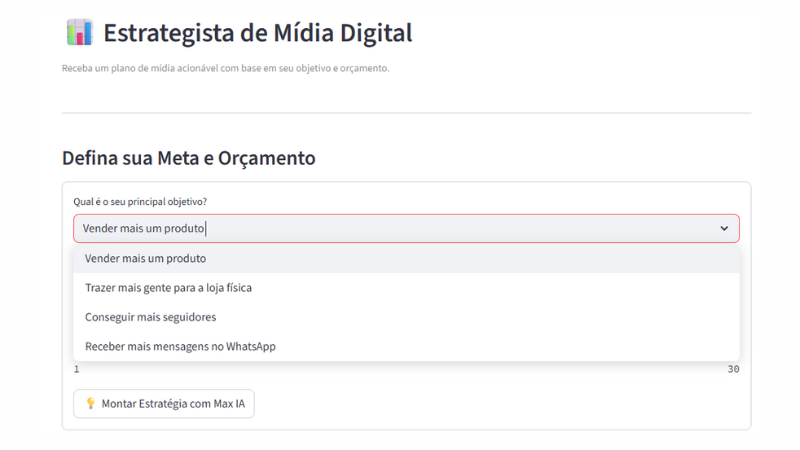 Estrategista de Mídia Digital
Receba um plano de mídia acionável com base em seu objetivo e orçamento.
Defina sua Meta e Orçamento
Qual é o seu principal objetivo?
Vender mais um produto
Vender mais um produto
Trazer mais gente para a loja física
Conseguir mais seguidores
Receber mais mensagens no WhatsApp
1 30
Montar Estratégia com Max IA